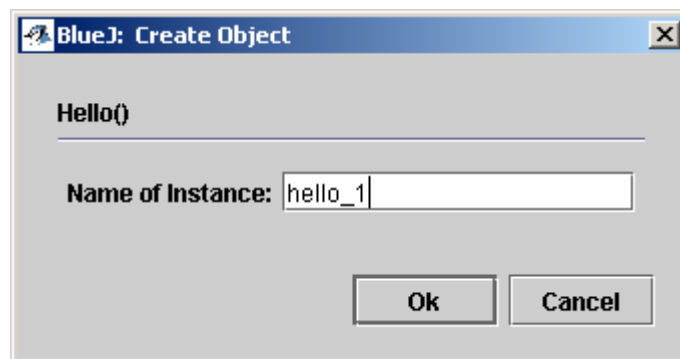 BlueJ: Create Object
Hello()
Name of Instance: hello_1
Ok Cancel